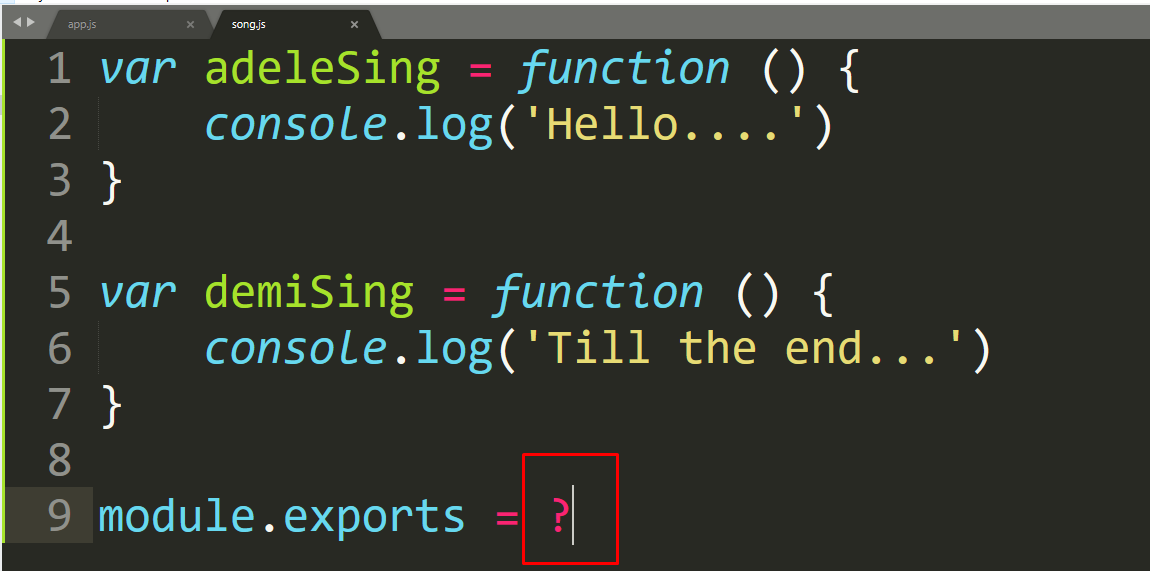 app.js × song.js ×
1 var adeleSing = function () {
2 console.log('Hello....')
3 }
4
5 var demiSing = function () {
6 console.log('Till the end...')
7 }
8
9 module.exports = ?